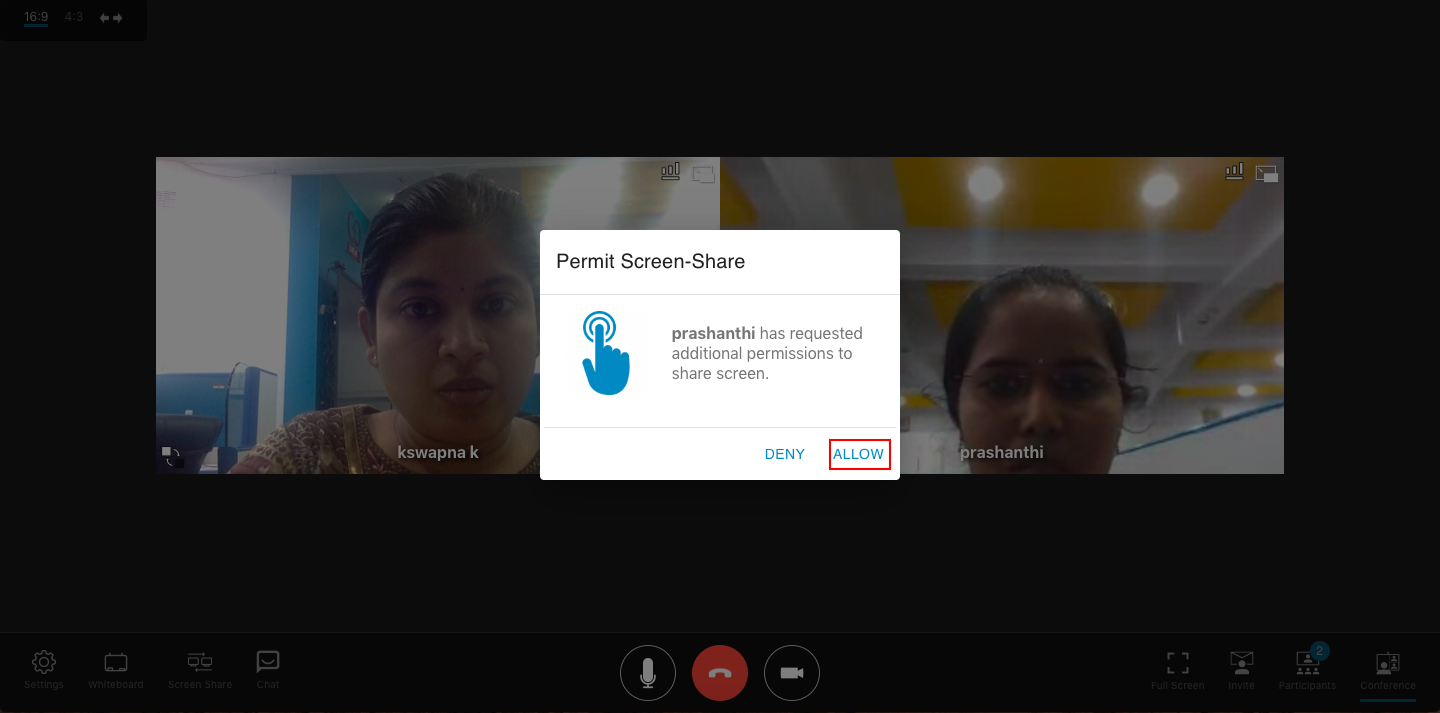 16:9 4:3
Permit Screen-Share
prashanthi has requested
additional permissions to
share screen.
DENY ALLOW
kswapna k
prashanthi
Settings Whiteboard Screen Share Chat
2
Full Screen Invite Participants Conference